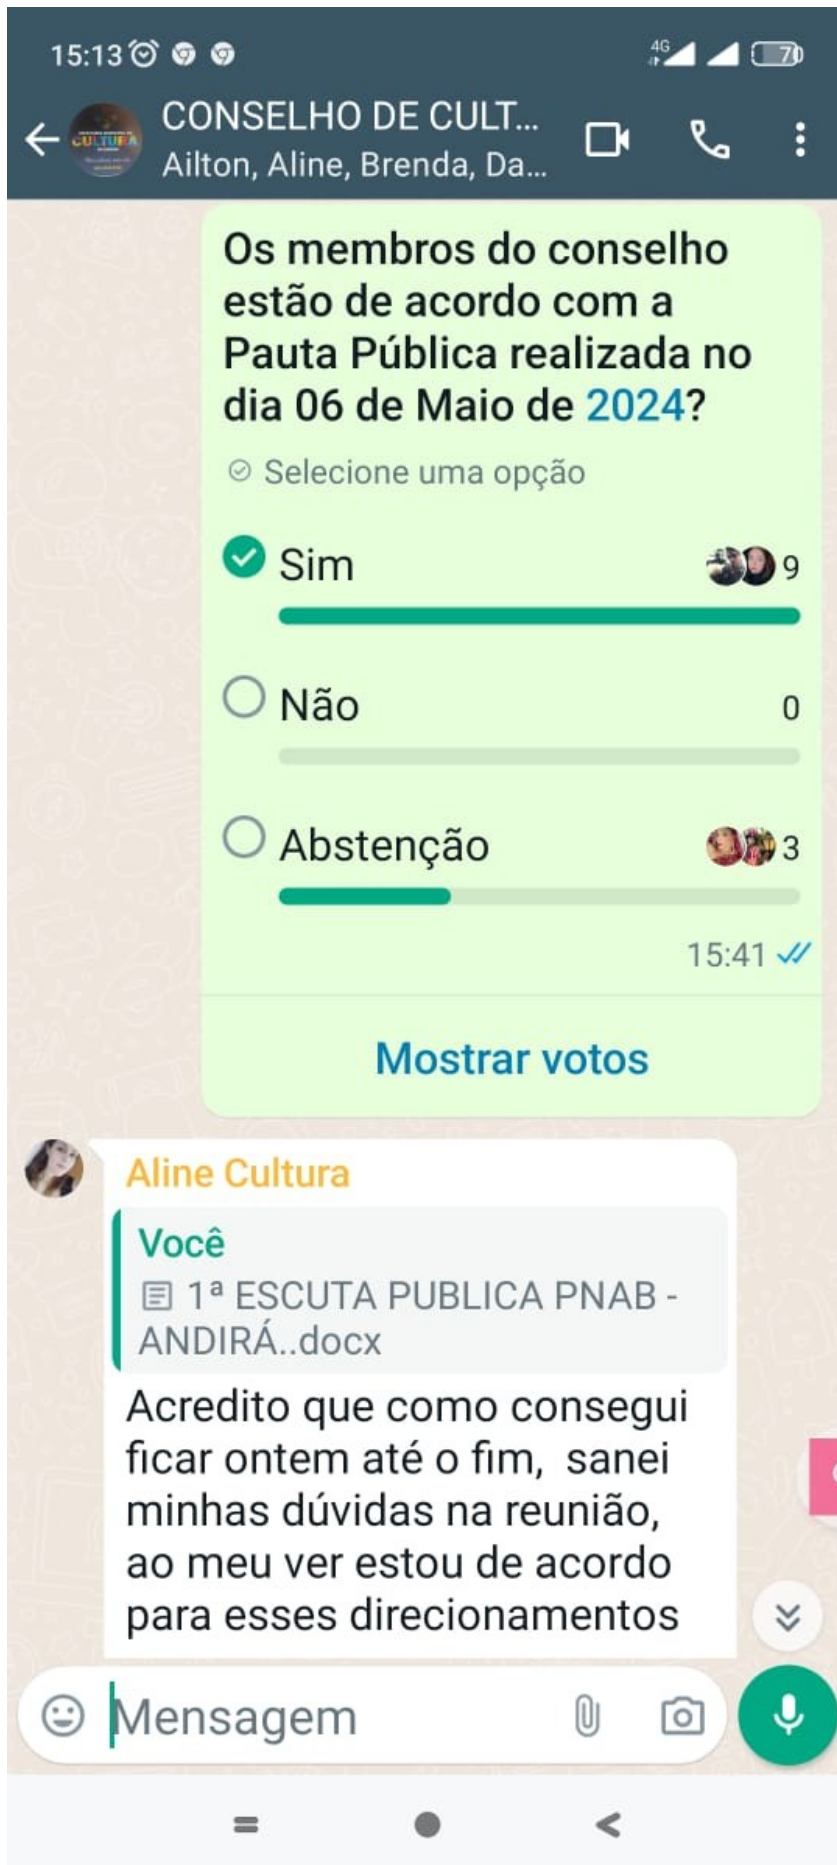 15:13
4G
70
CULTURA
CONSELHO DE CULT...
Ailton, Aline, Brenda, Da...
Os membros do conselho
estão de acordo com a
Pauta Pública realizada no
dia 06 de Maio de 2024?
Selecione uma opção
Sim 9
Não 0
Abstenção 3
15:41
Mostrar votos
Aline Cultura
Você
1ª ESCUTA PUBLICA PNAB -
ANDIRÁ..docx
Acredito que como consegui
ficar ontem até o fim,  sanei
minhas dúvidas na reunião,
ao meu ver estou de acordo
para esses direcionamentos
Mensagem